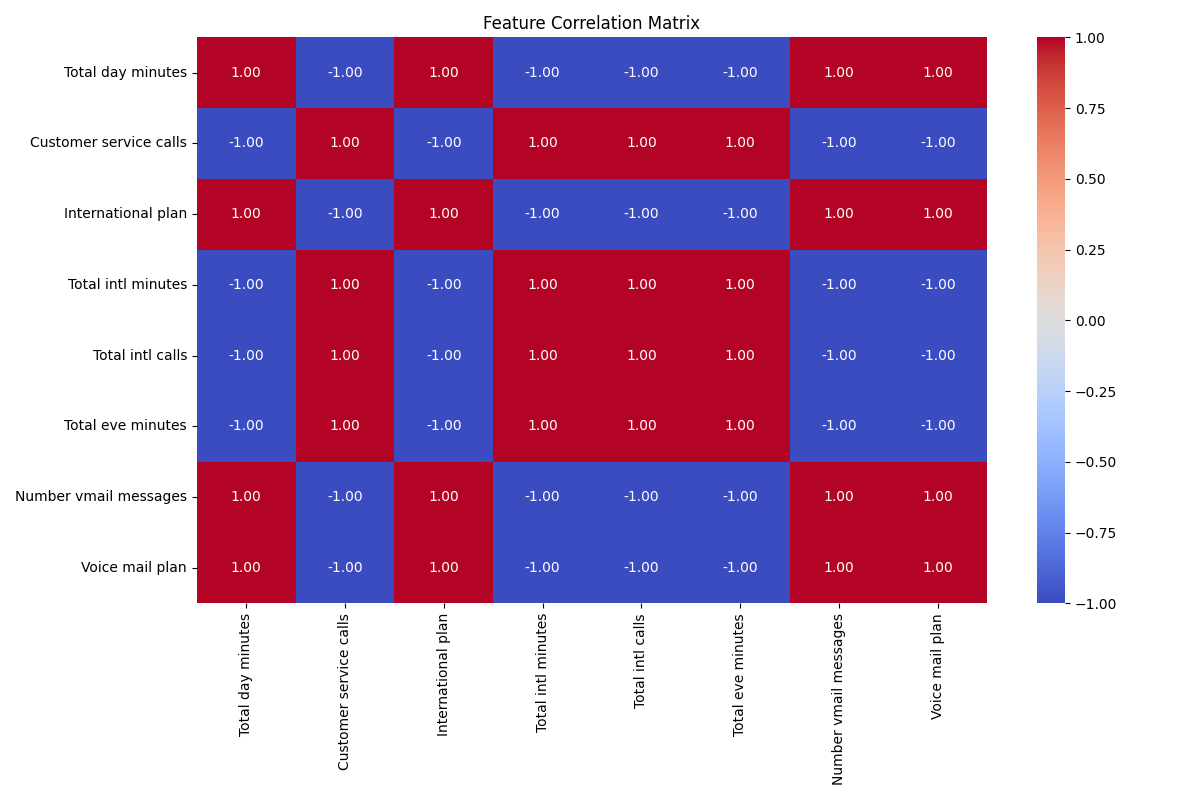 Feature Correlation Matrix
Total day minutes 1.00 -1.00 1.00 -1.00 -1.00 -1.00 1.00 1.00
Customer service calls -1.00 1.00 -1.00 1.00 1.00 1.00 -1.00 -1.00
International plan 1.00 -1.00 1.00 -1.00 -1.00 -1.00 1.00 1.00
Total intl minutes -1.00 1.00 -1.00 1.00 1.00 1.00 -1.00 -1.00
Total intl calls -1.00 1.00 -1.00 1.00 1.00 1.00 -1.00 -1.00
Total eve minutes -1.00 1.00 -1.00 1.00 1.00 1.00 -1.00 -1.00
Number vmail messages 1.00 -1.00 1.00 -1.00 -1.00 -1.00 1.00 1.00
Voice mail plan 1.00 -1.00 1.00 -1.00 -1.00 -1.00 1.00 1.00
Total day minutes
Customer service calls
International plan
Total intl minutes
Total intl calls
Total eve minutes
Number vmail messages
Voice mail plan
1.00
0.75
0.50
0.25
0.00
−0.25
−0.50
−0.75
−1.00